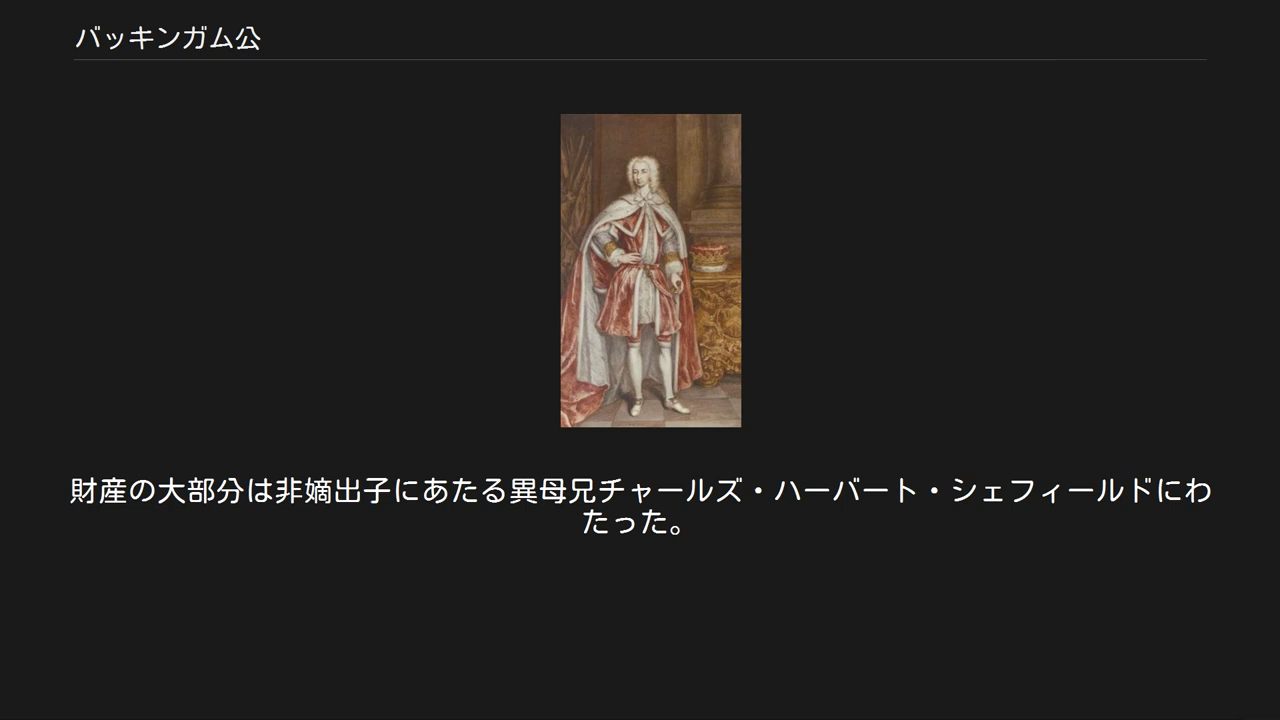 バッキンガム公
財産の大部分は非嫡出子にあたる異母兄チャールズ・ハーバート・シェフィールドにわ
たった。